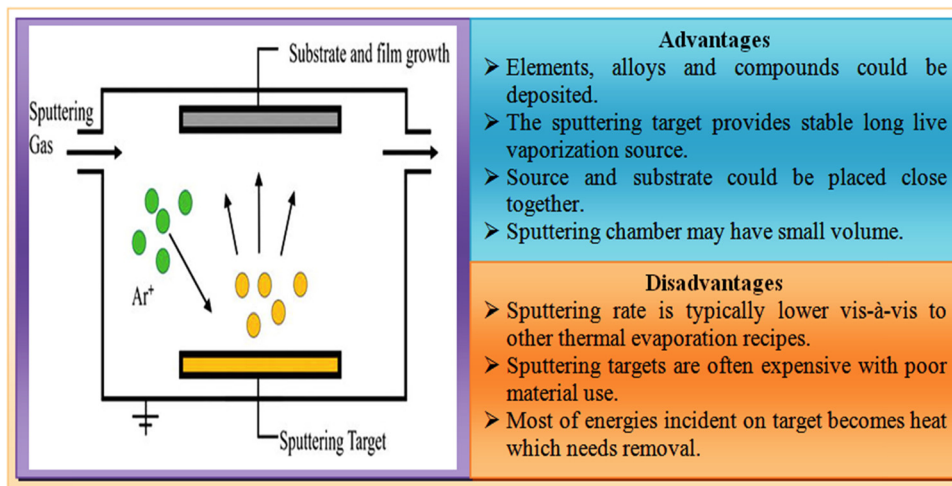 Substrate and film growth
Sputtering
Gas
Ar+
Sputtering Target
Advantages
➢ Elements, alloys and compounds could be
deposited.
➢ The sputtering target provides stable long live
vaporization source.
➢ Source and substrate could be placed close
together.
➢ Sputtering chamber may have small volume.
Disadvantages
➢ Sputtering rate is typically lower vis-à-vis to
other thermal evaporation recipes.
➢ Sputtering targets are often expensive with poor
material use.
➢ Most of energies incident on target becomes heat
which needs removal.